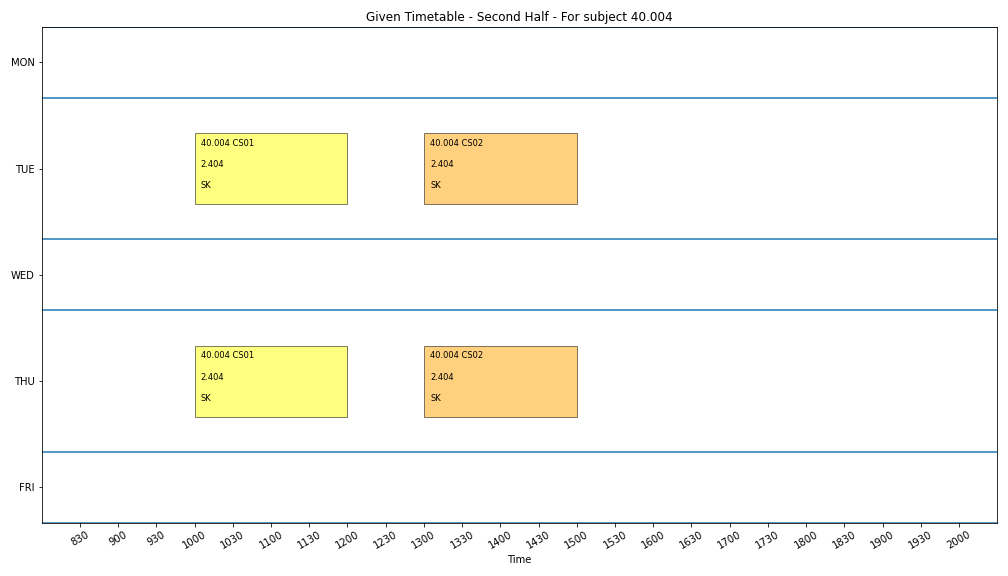 Given Timetable - Second Half - For subject 40.004
MON
TUE
40.004 CS01
2.404
SK
40.004 CS02
2.404
SK
WED
THU
40.004 CS01
2.404
SK
40.004 CS02
2.404
SK
FRI
830 900 930 1000 1030 1100 1130 1200 1230 1300 1330 1400 1430 1500 1600 1630 1700 1730 1800 1830 1900 1930 2000
Time